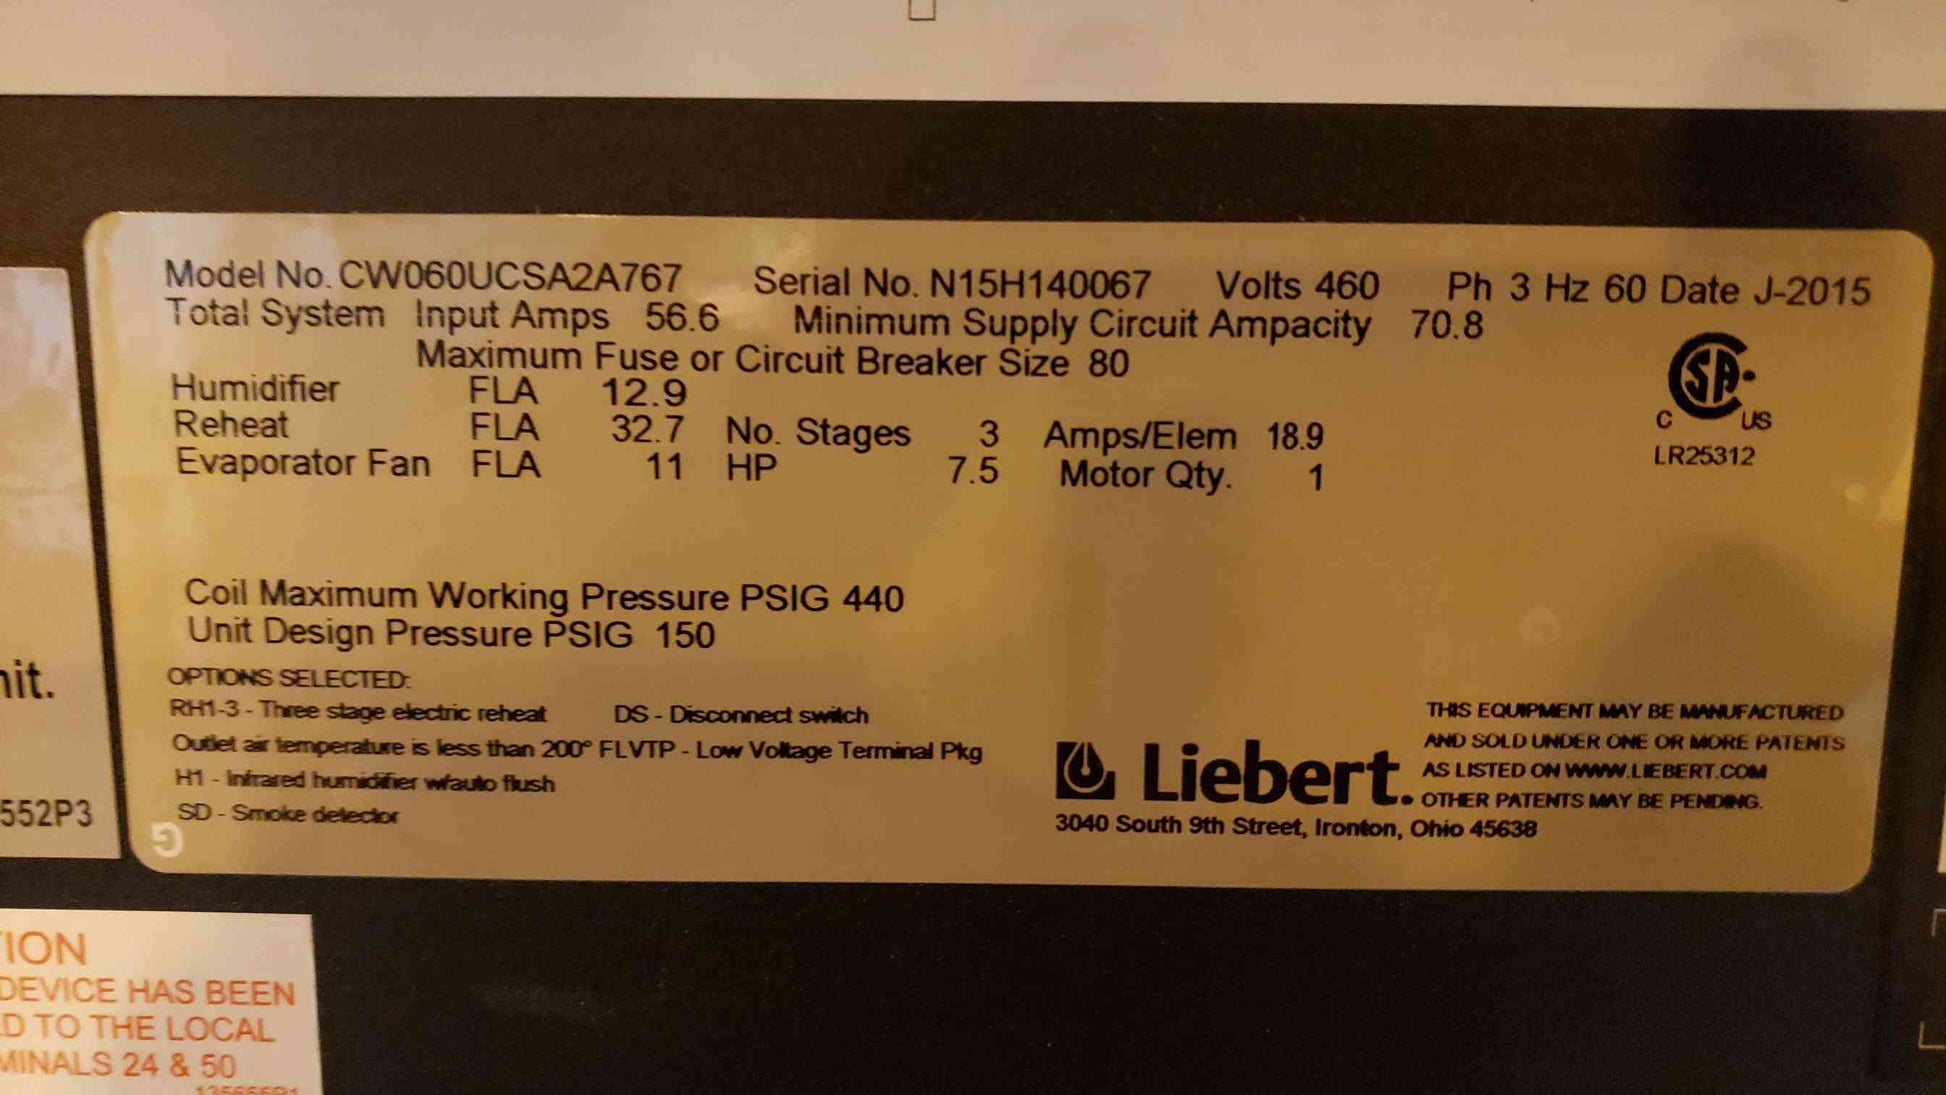 Model No. CW060UCSA2A767 Serial No. N15H140067 Volts 460 Ph 3 Hz 60 Date J-2015
Total System Input Amps 56.6 Minimum Supply Circuit Ampacity 70.8
Maximum Fuse or Circuit Breaker Size 80
Humidifier FLA 12.9
Reheat FLA 32.7 No. Stages 3 Amps/Elem 18.9
Evaporator Fan FLA 11 HP 7.5 Motor Qty. 1
CSA
C US
LR25312
Coil Maximum Working Pressure PSIG 440
Unit Design Pressure PSIG 150
OPTIONS SELECTED:
RH1-3 - Three stage electric reheat DS - Disconnect switch
Outlet air temperature is less than 200° FLVTP - Low Voltage Terminal Pkg
H1 - Infrared humidifier w/auto flush
SD - Smoke detector
G
Liebert.
3040 South 9th Street, Ironton, Ohio 45638
THIS EQUIPMENT MAY BE MANUFACTURED
AND SOLD UNDER ONE OR MORE PATENTS
AS LISTED ON WWW.LIEBERT.COM
OTHER PATENTS MAY BE PENDING.
nit.
552P3
TION
DEVICE HAS BEEN
D TO THE LOCAL
MINALS 24 & 50